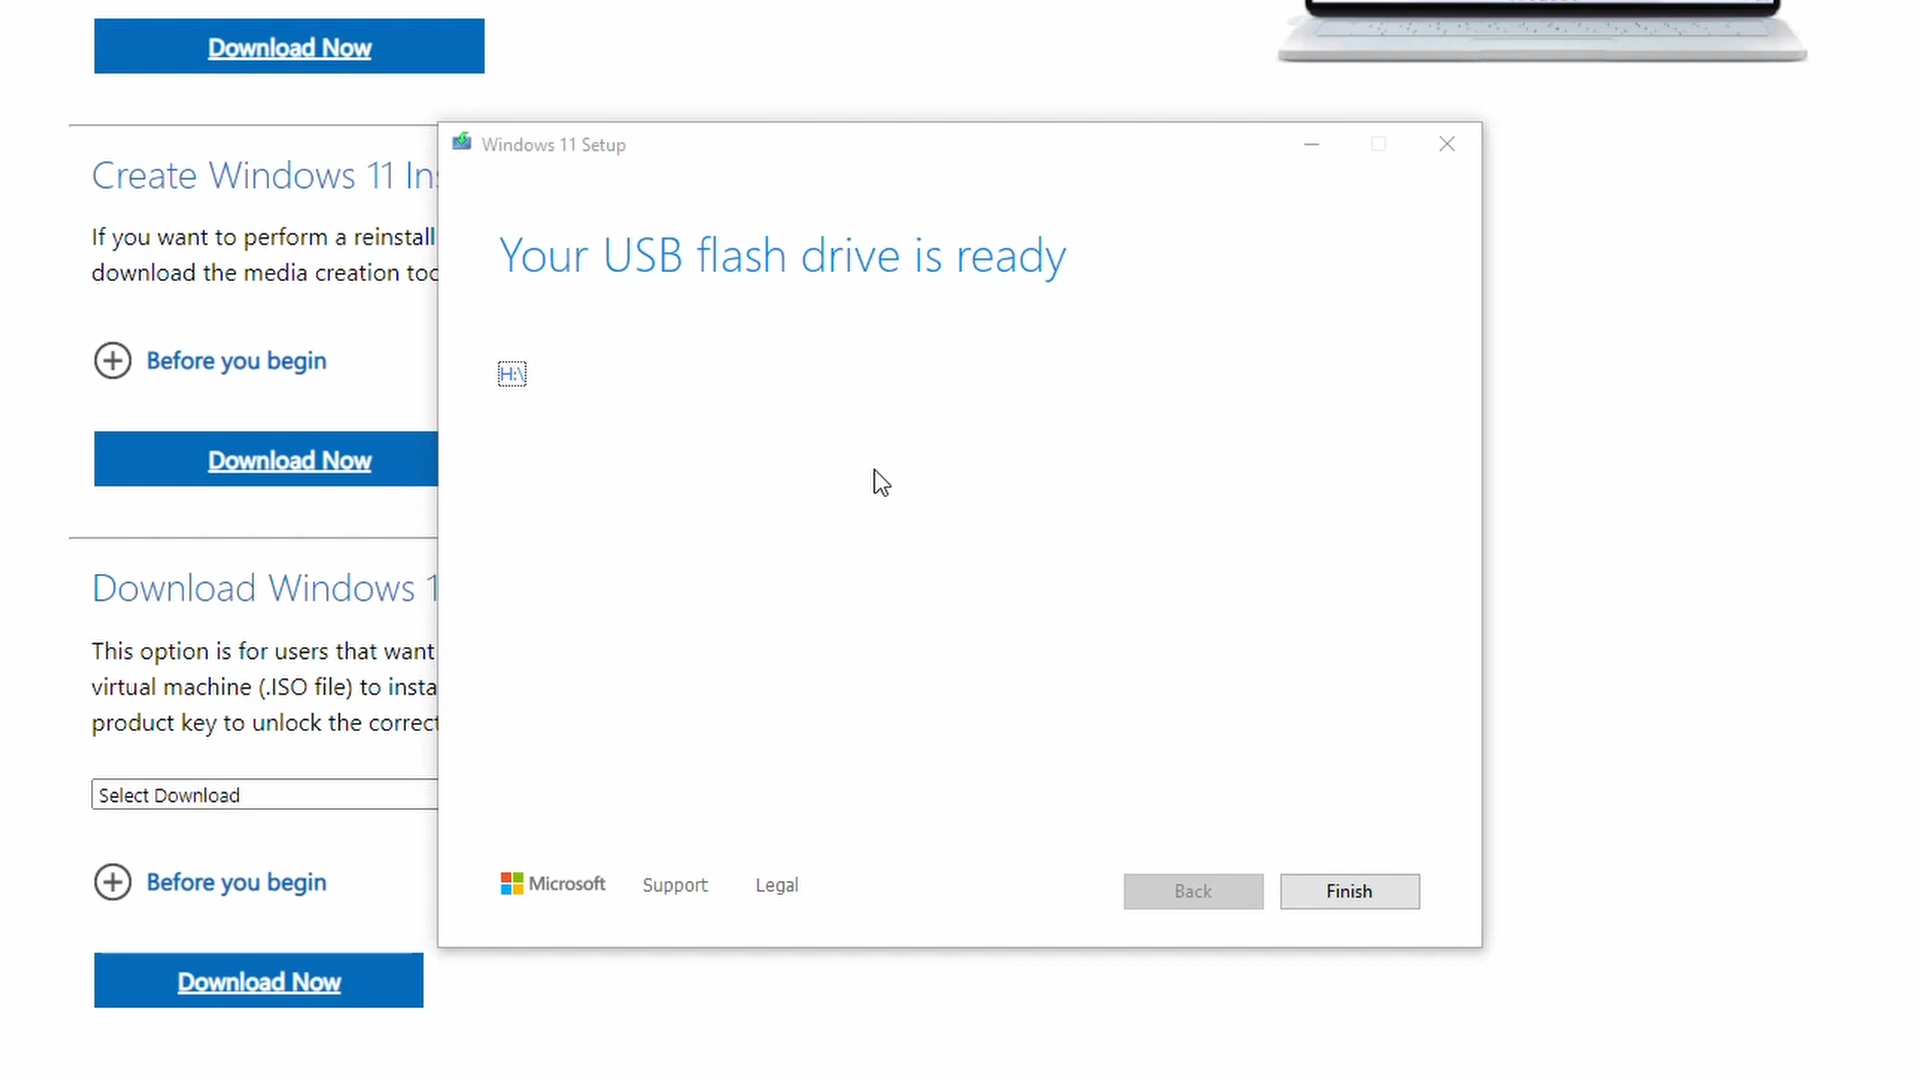 Download Now
Create Windows 11 Ins
If you want to perform a reinstall
download the media creation too
Before you begin
Download Now
Download Windows 1
This option is for users that want
virtual machine (.ISO file) to insta
product key to unlock the correct
Select Download
Before you begin
Download Now
Windows 11 Setup
Your USB flash drive is ready
H:\
Microsoft
Support
Legal
Back
Finish